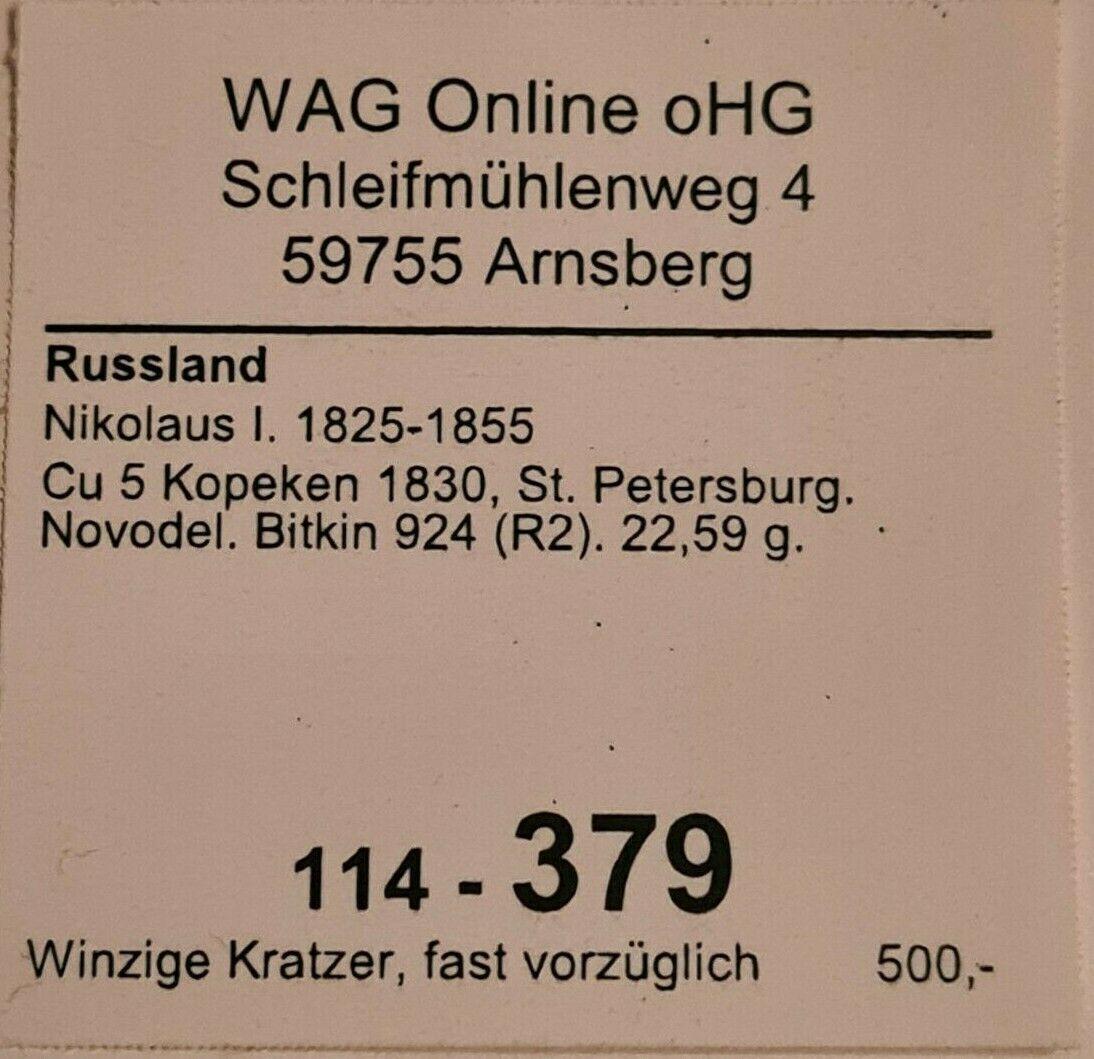 WAG Online oHG
Schleifmühlenweg 4
59755 Arnsberg
Russland
Nikolaus I. 1825-1855
Cu 5 Kopeken 1830, St. Petersburg.
Novodel. Bitkin 924 (R2). 22,59 g.
114 - 379
Winzige Kratzer, fast vorzüglich 500,-